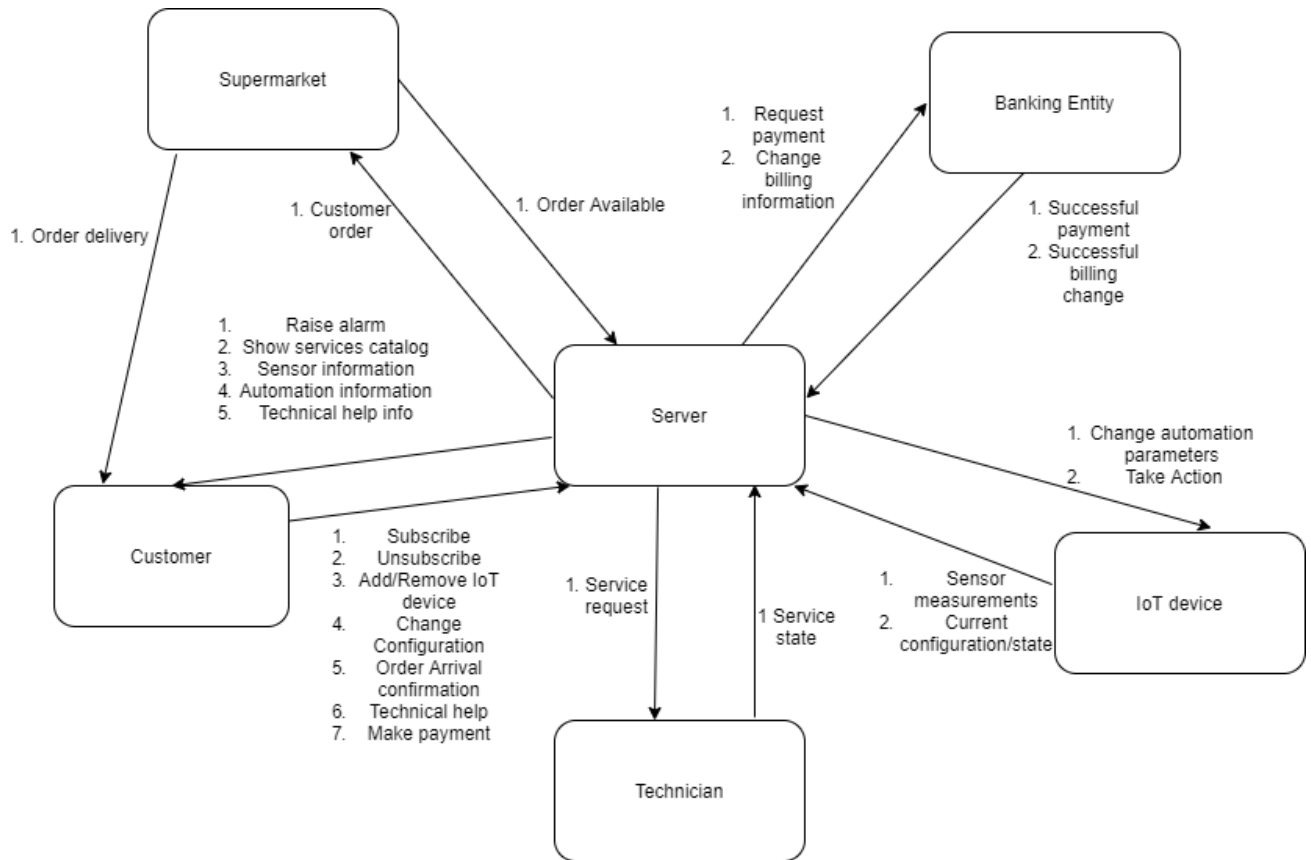 Supermarket
Banking Entity
1. Request
payment
2. Change
billing
information
1. Order delivery
1. Customer
order
1. Order Available
1. Successful
payment
2. Successful
billing
change
1. Raise alarm
2. Show services catalog
3. Sensor information
4. Automation information
5. Technical help info
Server
1. Change automation
parameters
2. Take Action
Customer
1. Subscribe
2. Unsubscribe
3. Add/Remove IoT
device
4. Change
Configuration
5. Order Arrival
confirmation
6. Technical help
7. Make payment
1. Service
request
1 Service
state
1. Sensor
measurements
2. Current
configuration/state
IoT device
Technician